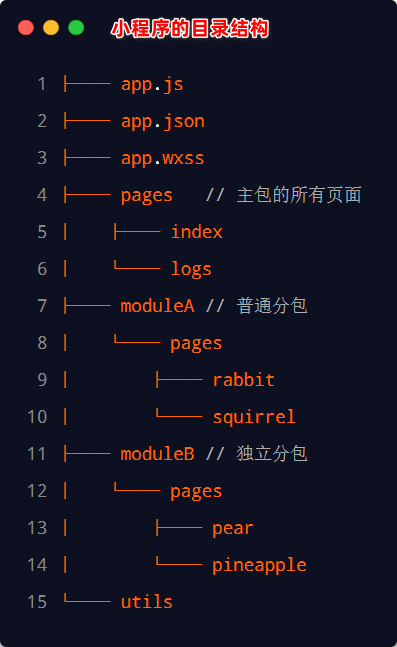 小程序的目录结构
1 ├── app.js
2 ├── app.json
3 ├── app.wxss
4 ├── pages // 主包的所有页面
5 │   ├── index
6 │   └── logs
7 ├── moduleA // 普通分包
8 │   └── pages
9 │       ├── rabbit
10 │       └── squirrel
11 ├── moduleB // 独立分包
12 │   └── pages
13 │       ├── pear
14 │       └── pineapple
15 └── utils